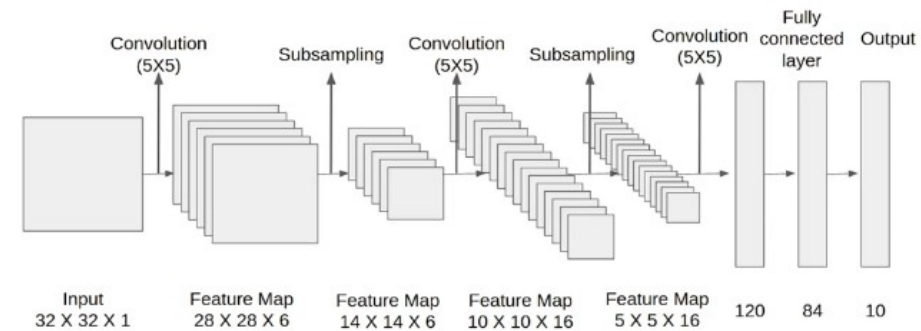 Convolution
(5X5)
Subsampling
Convolution
(5X5)
Subsampling
Convolution
(5X5)
Fully
connected
layer
Output
Input
32 X 32 X 1
Feature Map
28 X 28 X 6
Feature Map
14 X 14 X 6
Feature Map
10 X 10 X 16
Feature Map
5 X 5 X 16
120
84
10